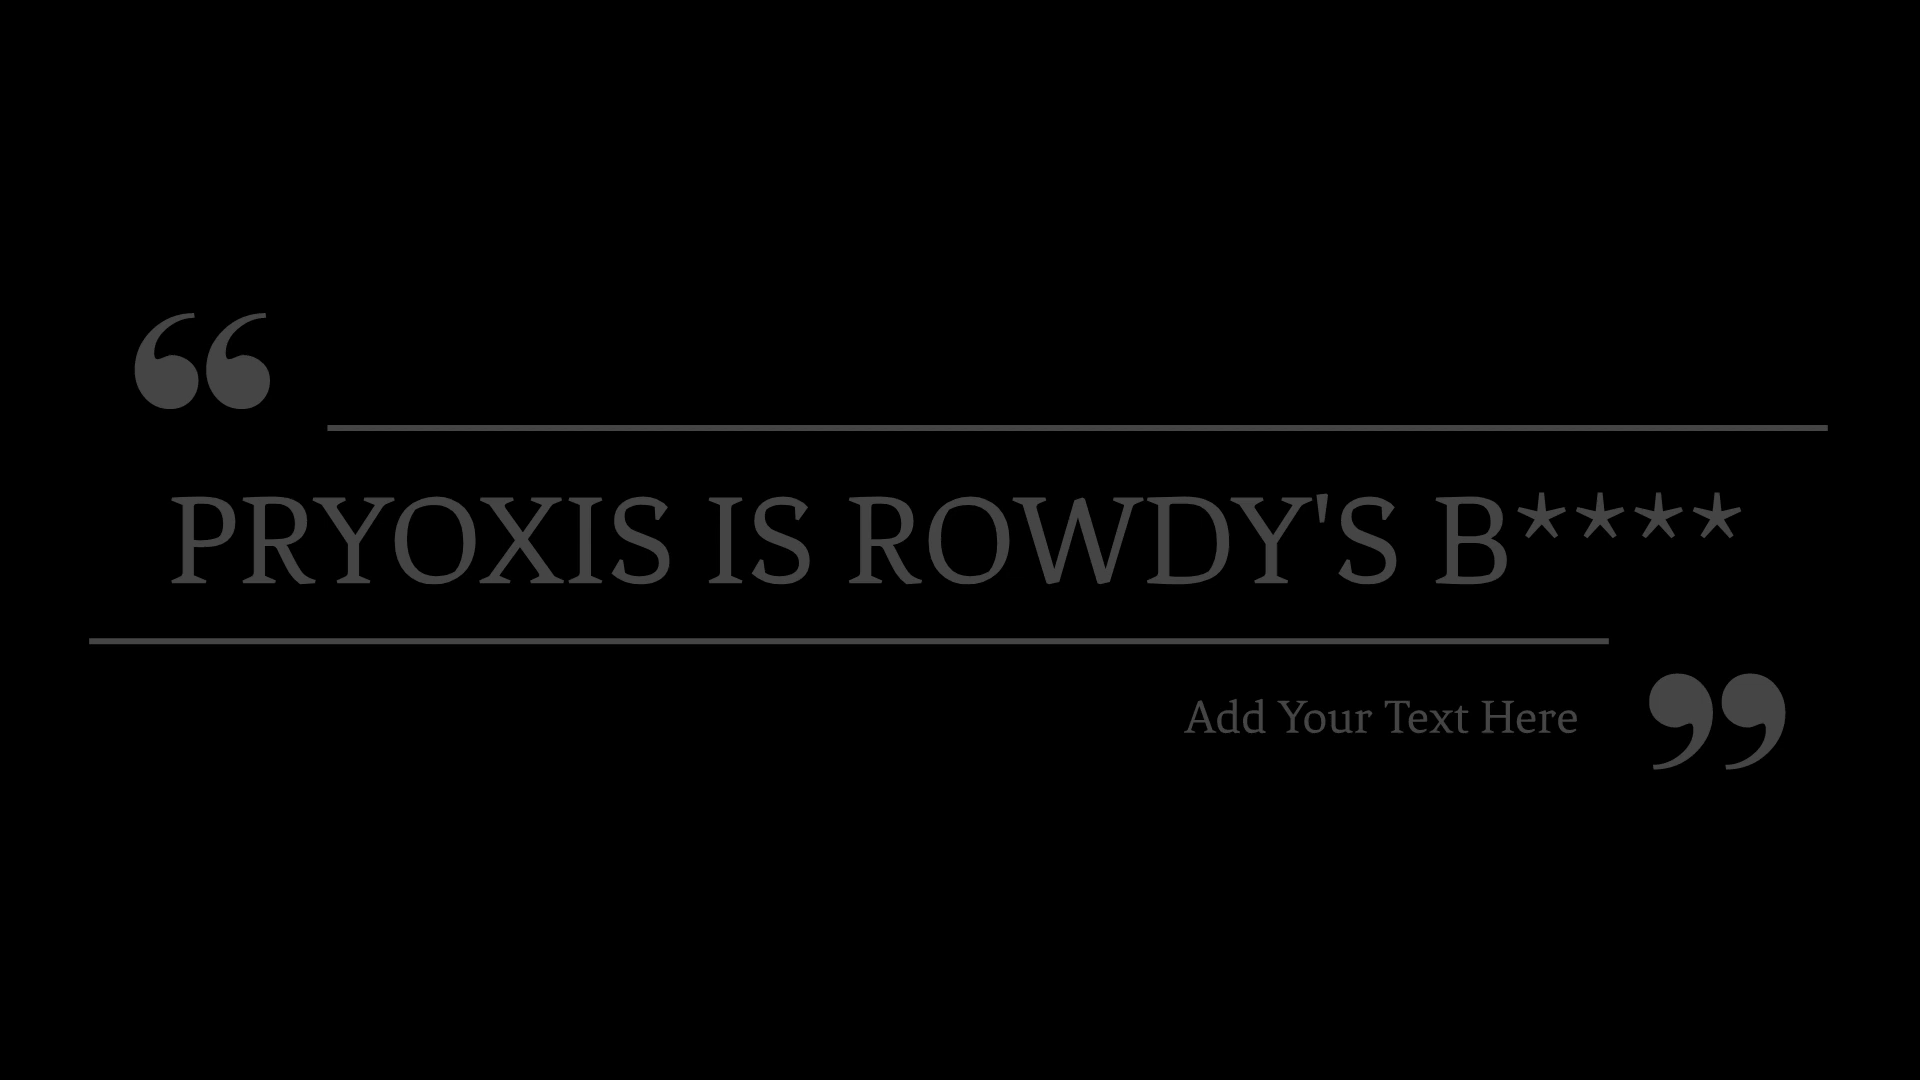 “
PRYOXIS IS ROWDY'S B****
Add Your Text Here
”